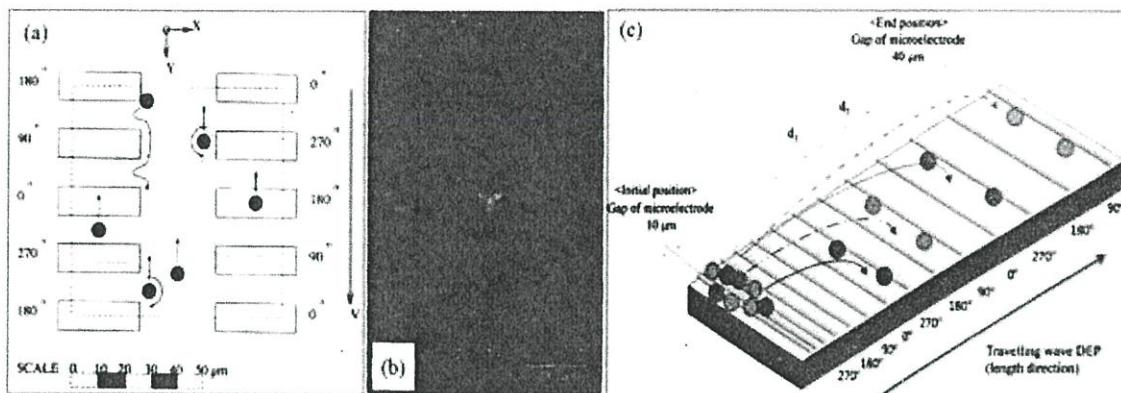 (a)
X
Y
180°
0°
90°
270°
0°
180°
270°
90°
180°
0°
V
SCALE 0 10 20 30 40 50 μm
(b)
(c)
<End position>
Gap of microelectrode
40 μm
d₁
<Initial position>
Gap of microelectrode
10 μm
90°
180°
270°
0°
90°
180°
270°
0°
90°
180°
270°
Travelling wave DEP
(length direction)